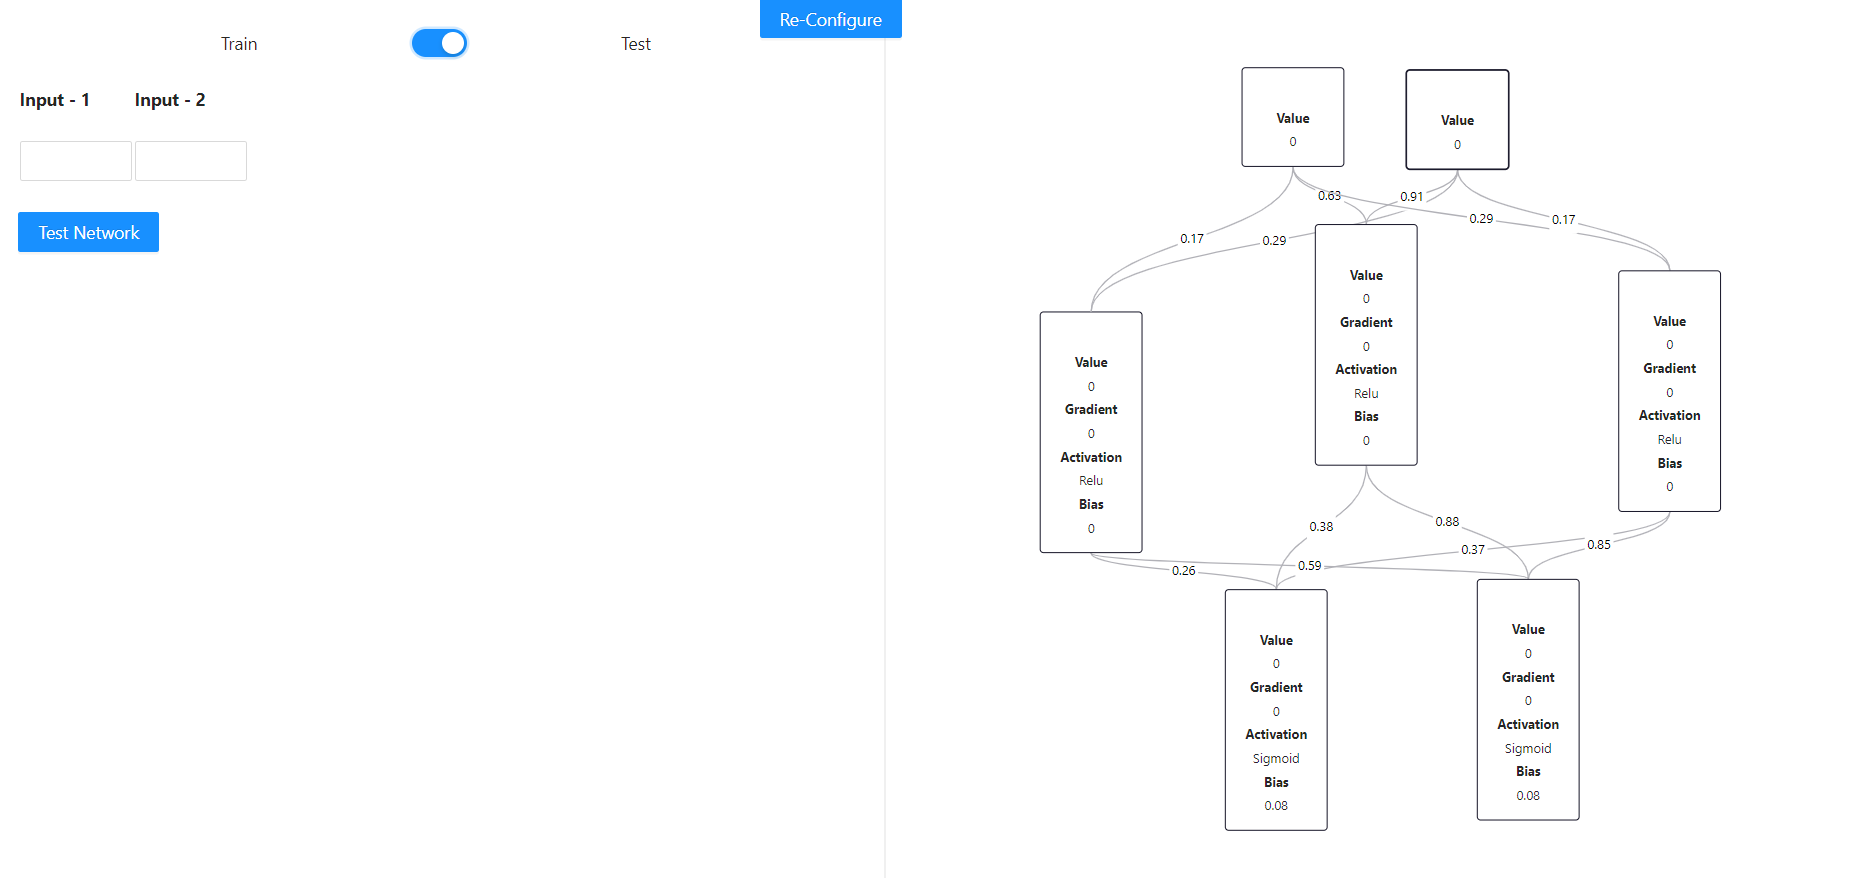 Re-Configure
Train
Test
Input - 1
Input - 2
Test Network
Value
0
Value
0
0.63
0.91
0.29
0.17
0.17
0.29
Value
0
Gradient
0
Activation
Relu
Bias
0
Value
0
Gradient
0
Activation
Relu
Bias
0
Value
0
Gradient
0
Activation
Relu
Bias
0
0.38
0.88
0.37
0.85
0.26
0.59
Value
0
Gradient
0
Activation
Sigmoid
Bias
0.08
Value
0
Gradient
0
Activation
Sigmoid
Bias
0.08